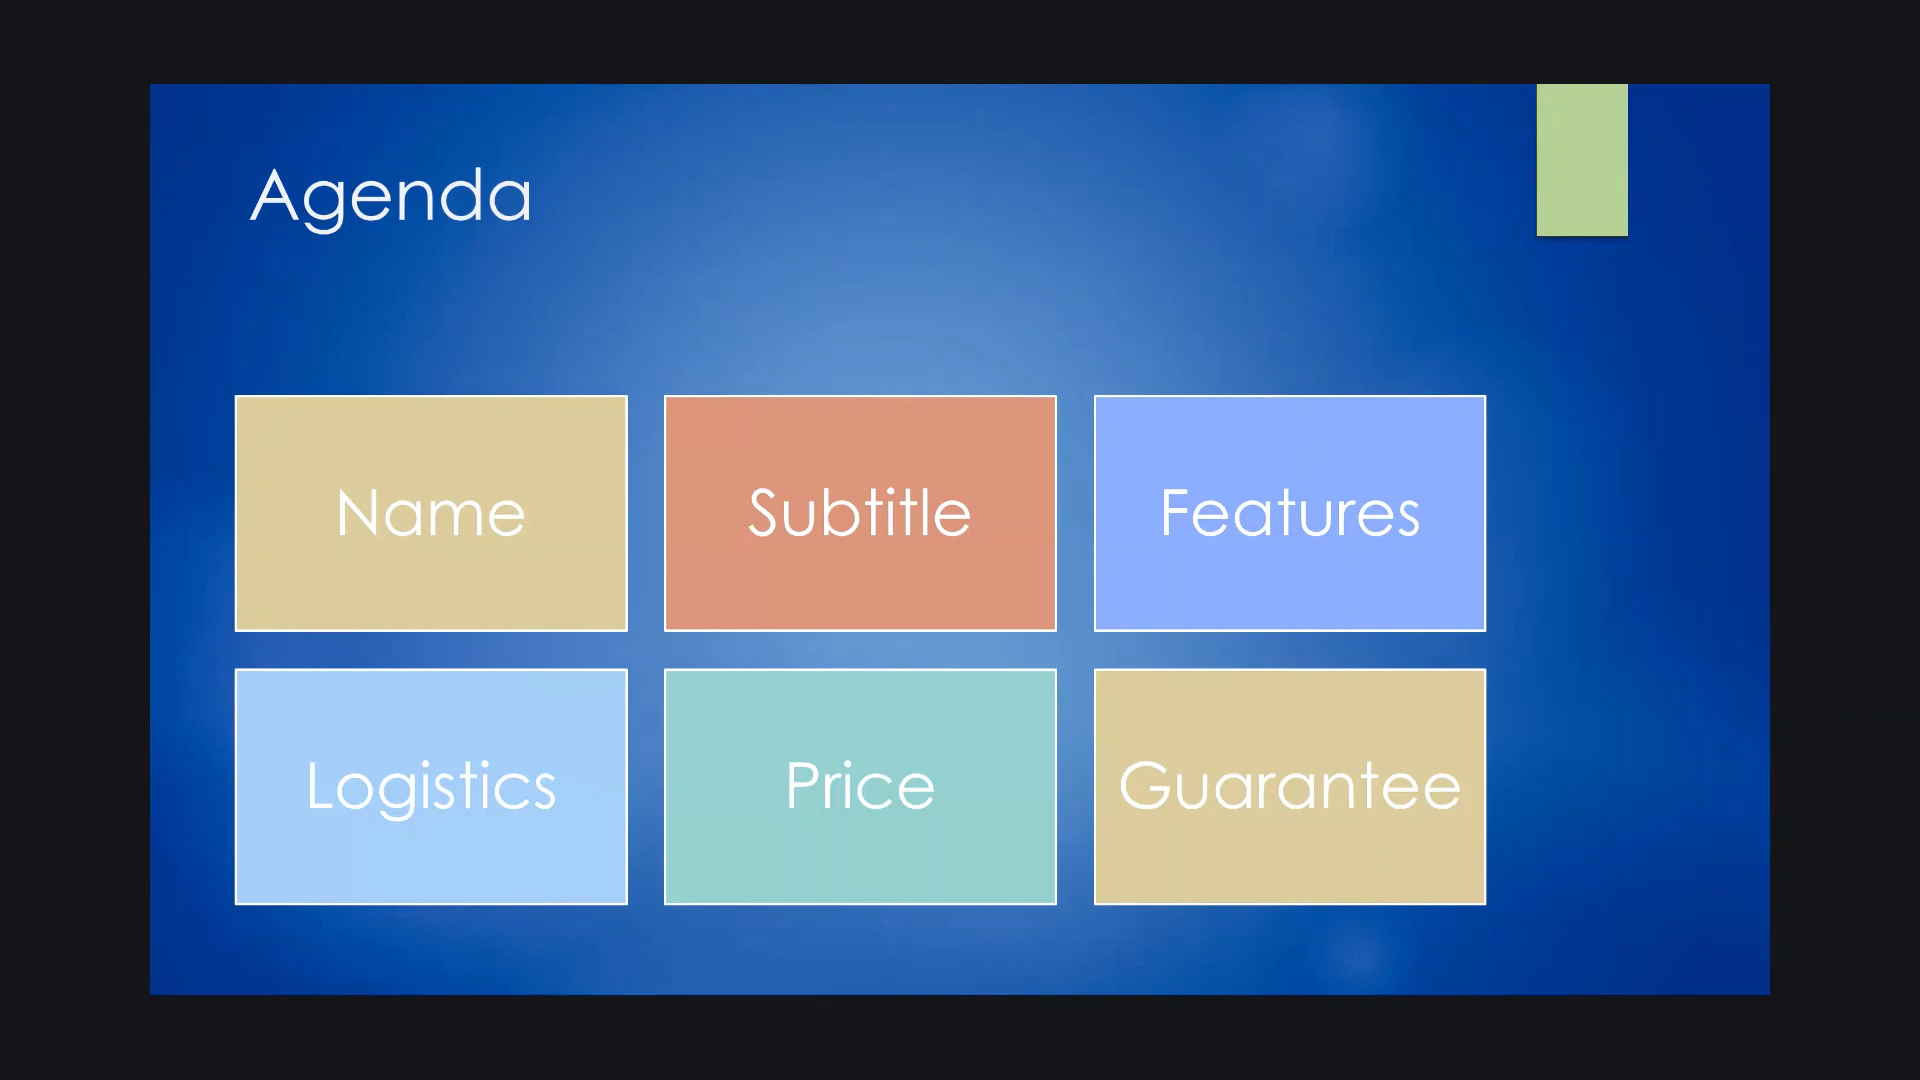 Agenda
Name
Subtitle
Features
Logistics
Price
Guarantee